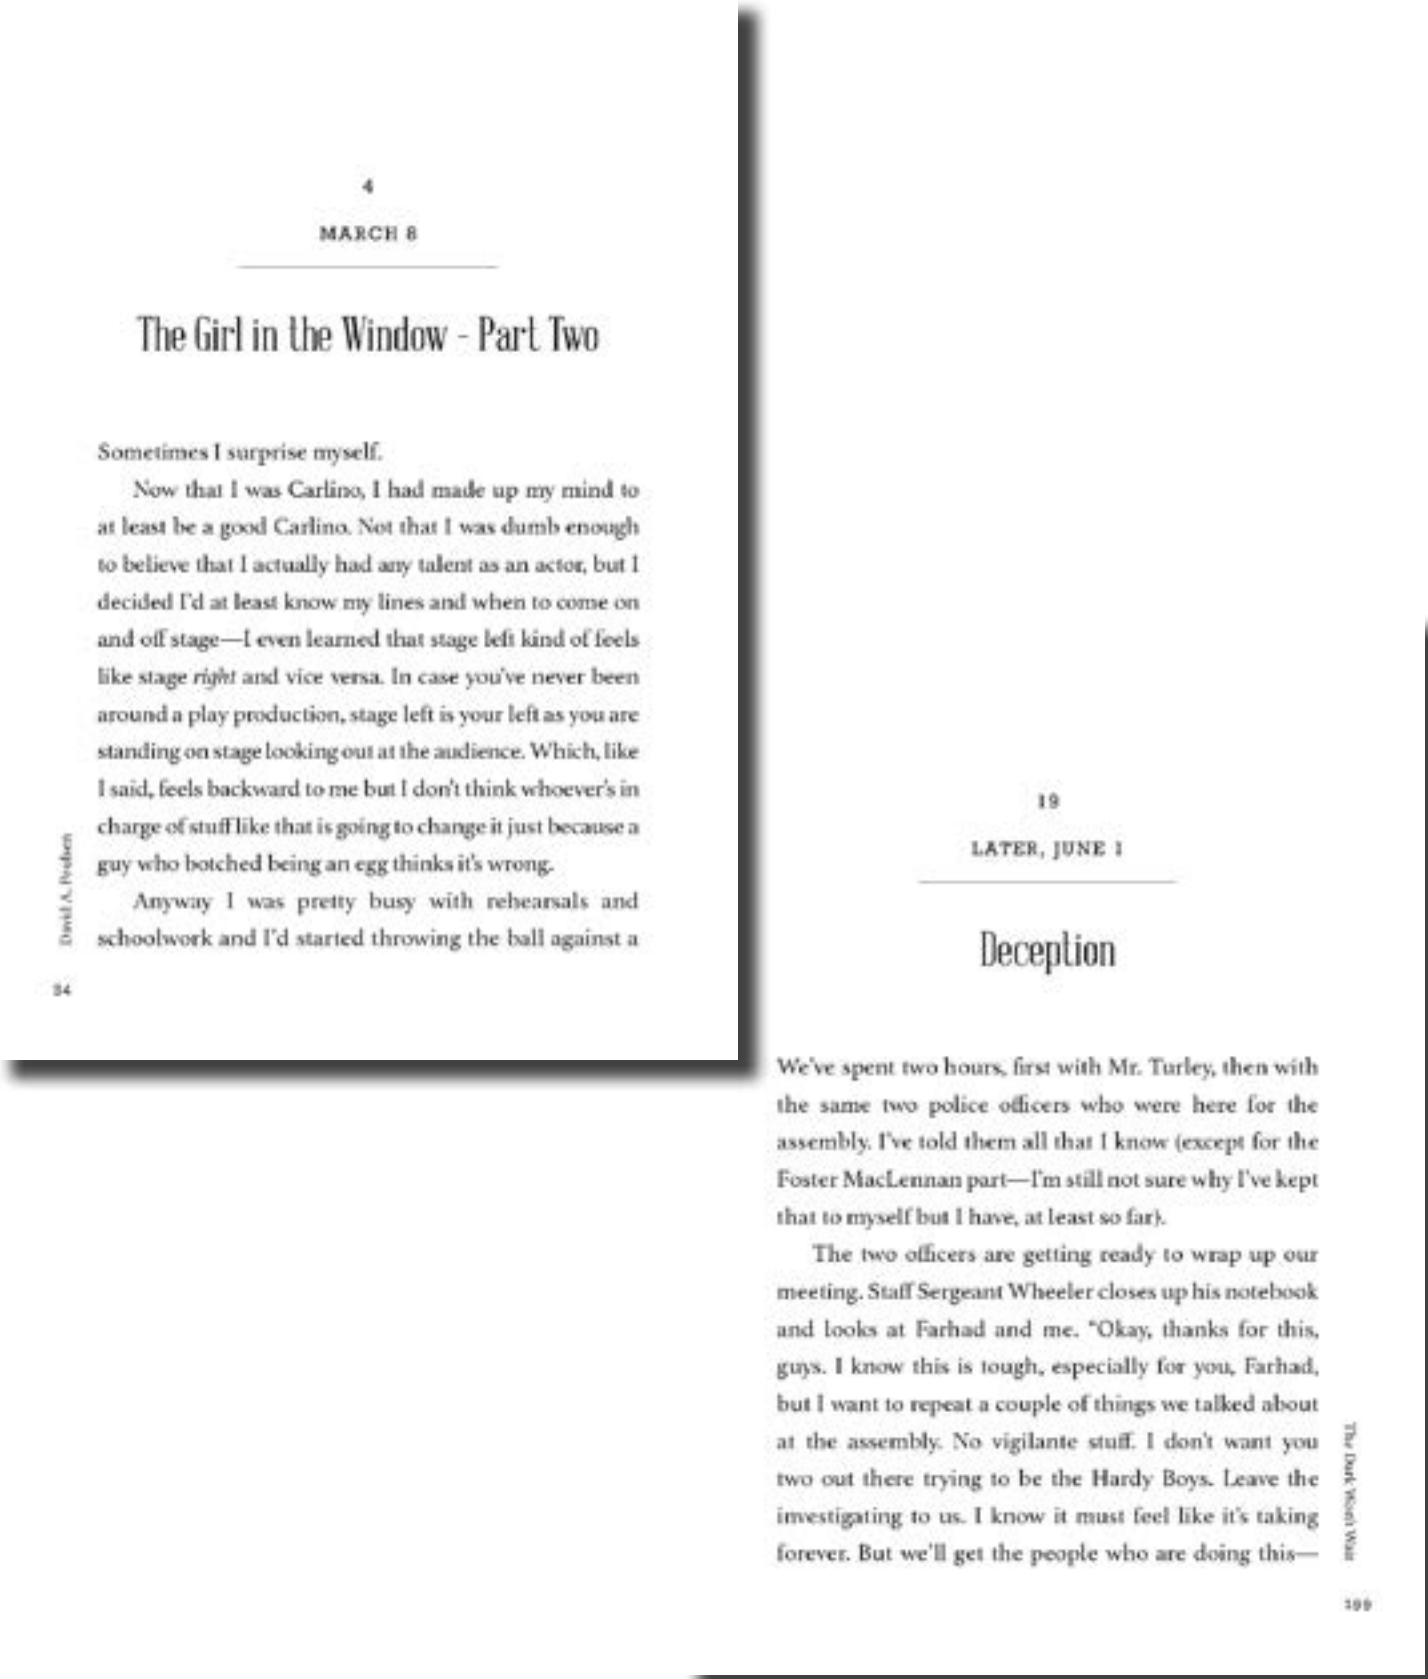 4
MARCH 8
The Girl in the Window - Part Two
Sometimes I surprise myself.
Now that I was Carlino, I had made up my mind to
at least be a good Carlino. Not that I was dumb enough
to believe that I actually had any talent as an actor, but I
decided I'd at least know my lines and when to come on
and off stage—I even learned that stage left kind of feels
like stage right and vice versa. In case you've never been
around a play production, stage left is your left as you are
standing on stage looking out at the audience. Which, like
I said, feels backward to me but I don't think whoever's in
charge of stuff like that is going to change it just because a
guy who botched being an egg thinks it's wrong.
Anyway I was pretty busy with rehearsals and
schoolwork and I'd started throwing the ball against a
David A. Poulsen
34
19
LATER, JUNE 1
Deception
We've spent two hours, first with Mr. Turley, then with
the same two police officers who were here for the
assembly. I've told them all that I know (except for the
Foster MacLennan part—I'm still not sure why I've kept
that to myself but I have, at least so far).
The two officers are getting ready to wrap up our
meeting. Staff Sergeant Wheeler closes up his notebook
and looks at Farhad and me. "Okay, thanks for this,
guys. I know this is tough, especially for you, Farhad,
but I want to repeat a couple of things we talked about
at the assembly. No vigilante stuff. I don't want you
two out there trying to be the Hardy Boys. Leave the
investigating to us. I know it must feel like it's taking
forever. But we'll get the people who are doing this—
The Dark Won't Wait
199